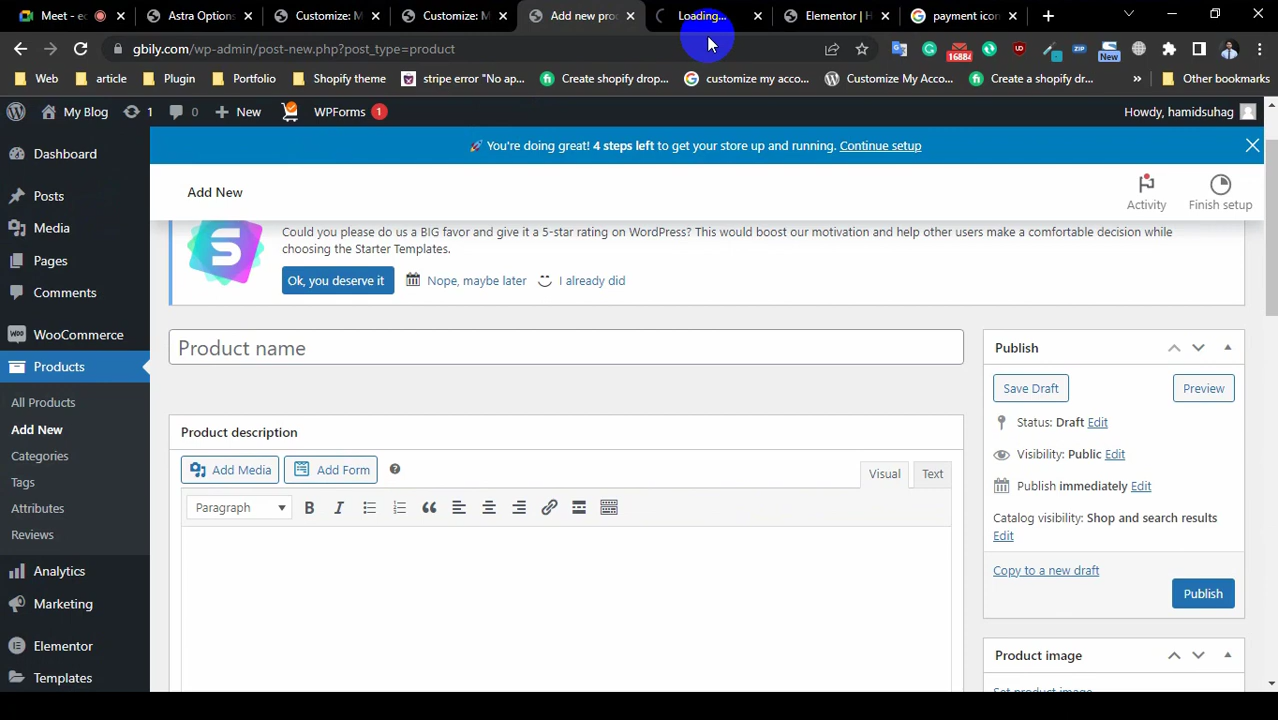 Meet - ec
Astra Options
Customize: M
Customize: M
Add new pro
Loading...
Elementor | H
payment icon
gbily.com/wp-admin/post-new.php?post_type=product
16884
UD
ZIP
New
Web
article
Plugin
Portfolio
Shopify theme
stripe error "No ap...
Create shopify drop...
customize my acco...
Customize My Acco...
Create a shopify dr...
»
Other bookmarks
My Blog
1
0
New
WPForms 1
Howdy, hamidsuhag
🚀 You're doing great! 4 steps left to get your store up and running. Continue setup
Add New
Activity
Finish setup
Could you please do us a BIG favor and give it a 5-star rating on WordPress? This would boost our motivation and help other users make a comfortable decision while
choosing the Starter Templates.
Ok, you deserve it
Nope, maybe later
I already did
Dashboard
Posts
Media
Pages
Comments
WooCommerce
Products
All Products
Add New
Categories
Tags
Attributes
Reviews
Analytics
Marketing
Elementor
Templates
Product name
Product description
Add Media
Add Form
Visual
Text
Paragraph
B
I
Publish
Save Draft
Preview
Status: Draft Edit
Visibility: Public Edit
Publish immediately Edit
Catalog visibility: Shop and search results
Edit
Copy to a new draft
Publish
Product image
Set product image